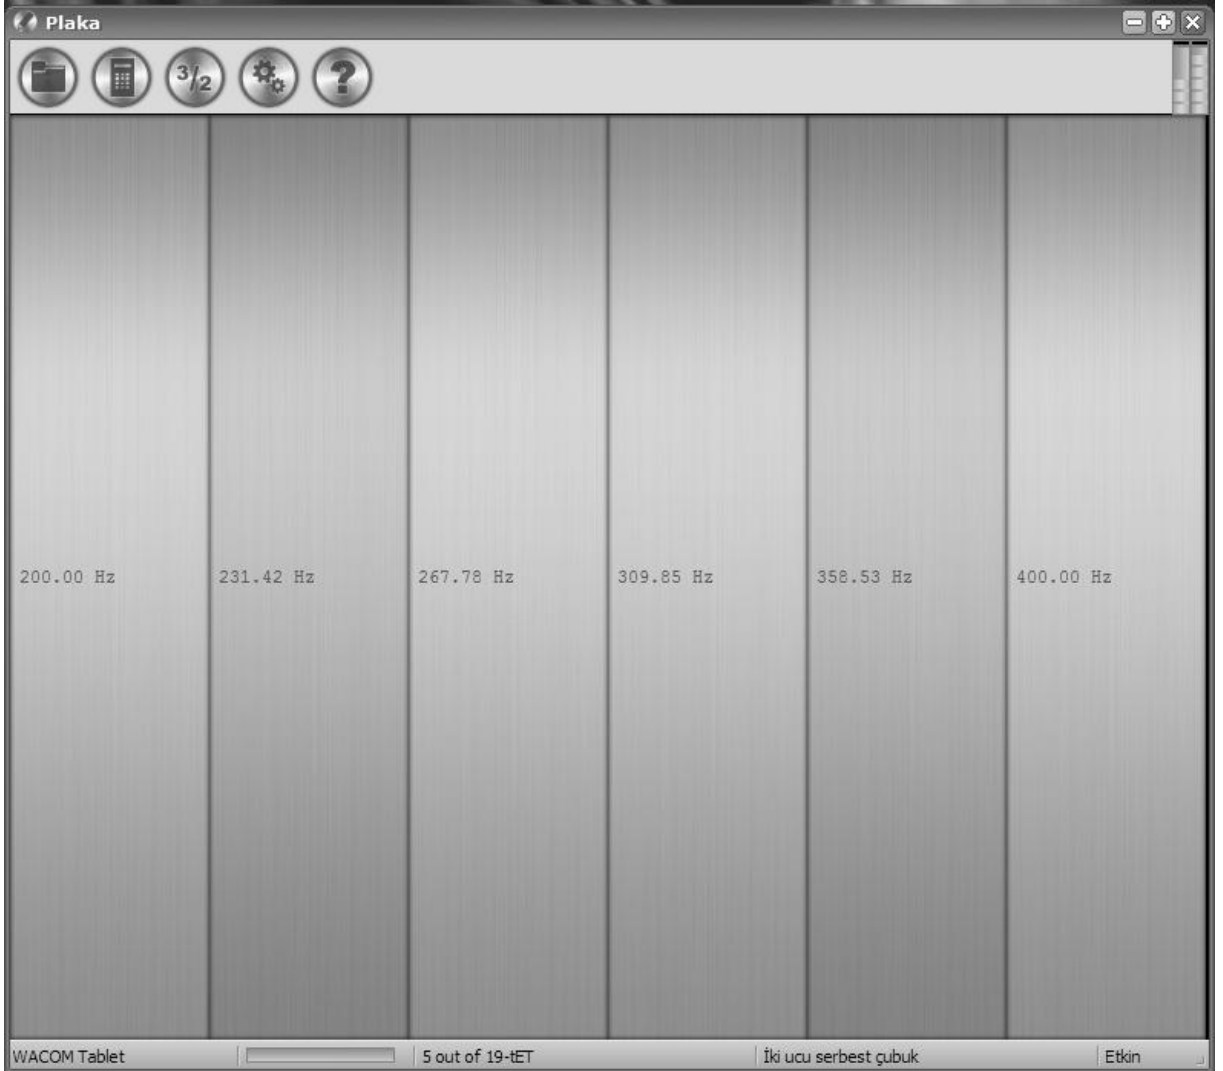 Plaka
3/2
?
200.00 Hz
231.42 Hz
267.78 Hz
309.85 Hz
358.53 Hz
400.00 Hz
WACOM Tablet
5 out of 19-tET
İki ucu serbest çubuk
Etkin